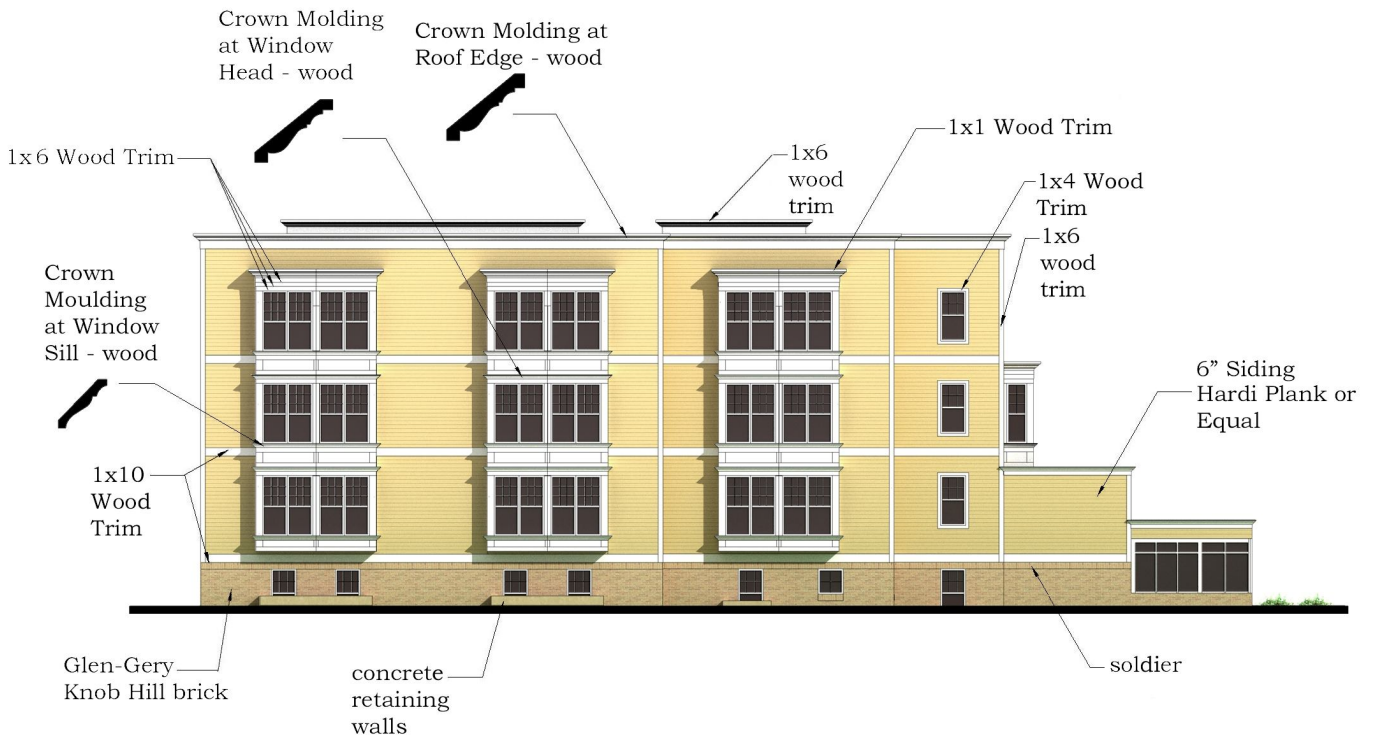 Crown Molding
at Window
Head - wood
Crown Molding at
Roof Edge - wood
1x6 Wood Trim
1x6
wood
trim
1x1 Wood Trim
1x4 Wood
Trim
1x6
wood
trim
Crown
Moulding
at Window
Sill - wood
6” Siding
Hardi Plank or
Equal
1x10
Wood
Trim
Glen-Gery
Knob Hill brick
concrete
retaining
walls
soldier